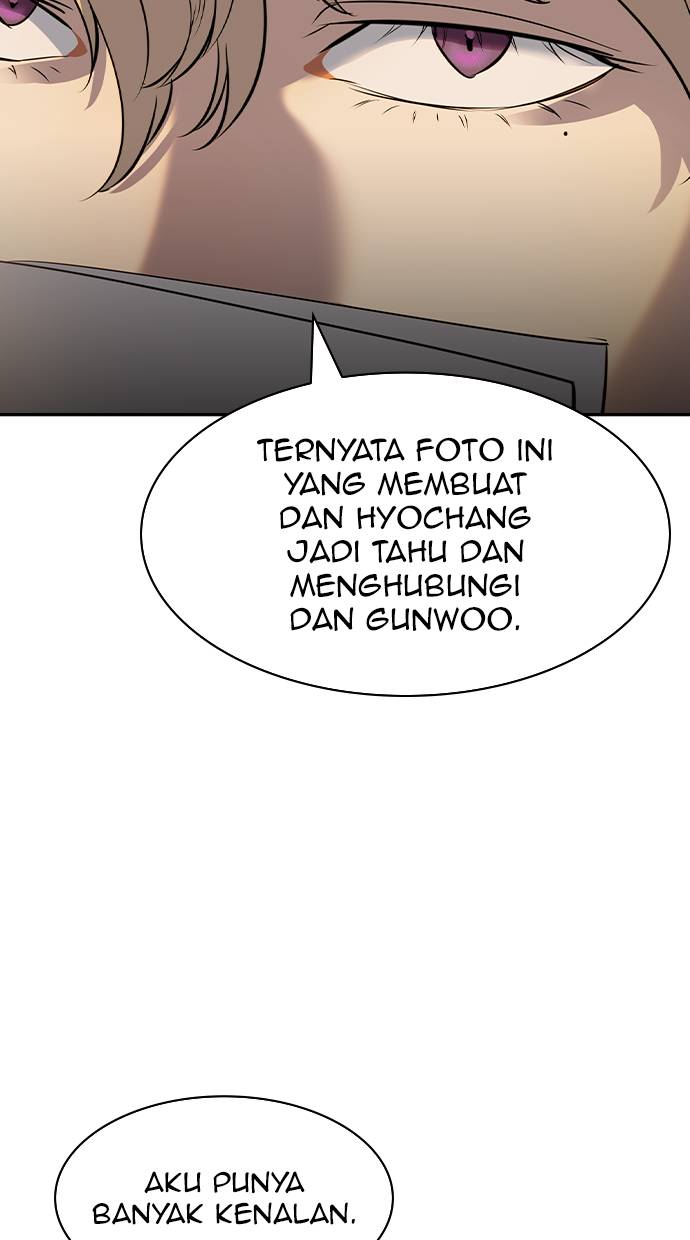 TERNYATA FOTO INI
YANG MEMBUAT
DAN HYOCHANG
JADI TAHU DAN
MENGHUBUNGI
DAN GUNWOO.
AKU PUNYA
BANYAK KENALAN.